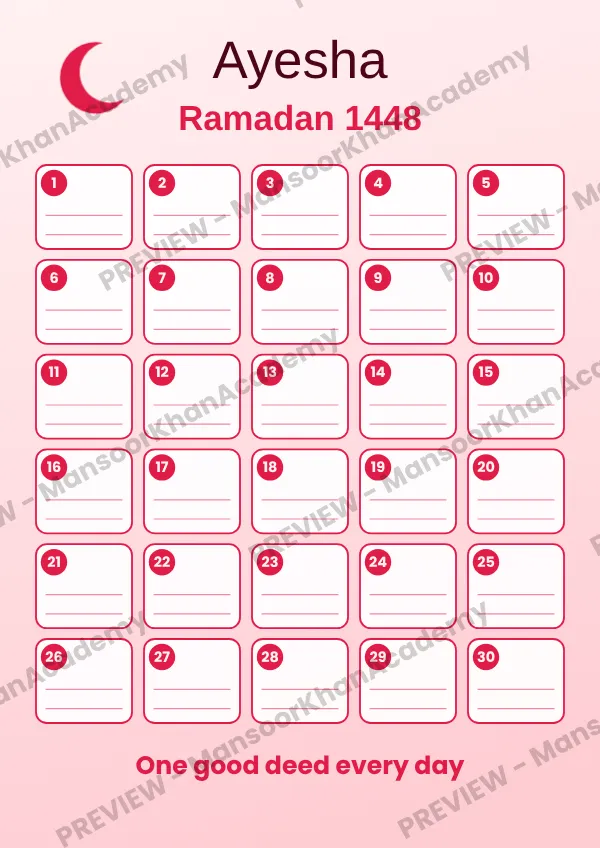 Ayesha
Ramadan 1448
1 2 3 4 5
6 7 8 9 10
11 12 13 14 15
16 17 18 19 20
21 22 23 24 25
26 27 28 29 30
One good deed every day
PREVIEW – MansoorKhanAcademy